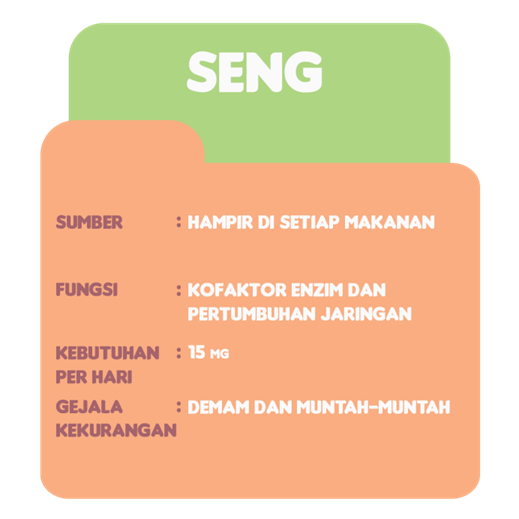 SENG
SUMBER : HAMPIR DI SETIAP MAKANAN
FUNGSI : KOFAKTOR ENZIM DAN
PERTUMBUHAN JARINGAN
KEBUTUHAN : 15 MG
PER HARI
GEJALA : DEMAM DAN MUNTAH-MUNTAH
KEKURANGAN